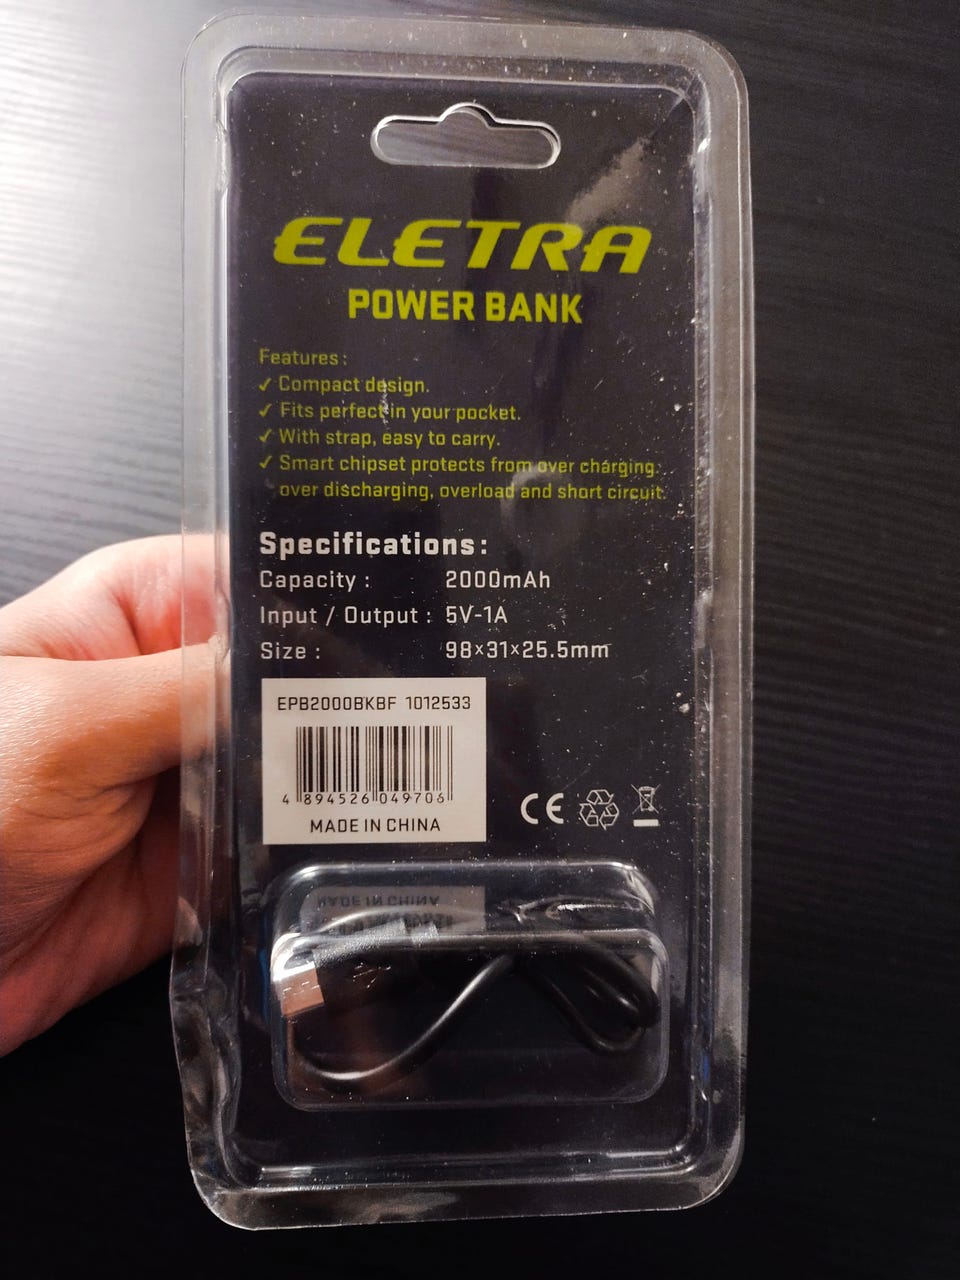 ELETRA
POWER BANK
Features:
✓ Compact design.
✓ Fits perfect in your pocket.
✓ With strap, easy to carry.
✓ Smart chipset protects from over charging.
over discharging, overload and short circuit.
Specifications:
Capacity : 2000mAh
Input / Output : 5V-1A
Size : 98×31×25.5mm
EPB2000BKBF 1012533
4 894526 049706
MADE IN CHINA
CE